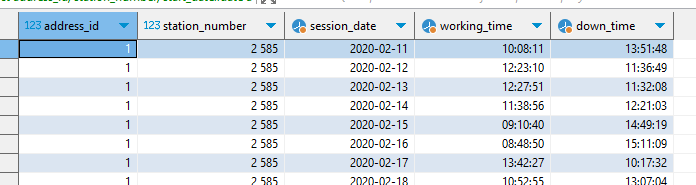 123 address_id 123 station_number session_date working_time down_time
1 2 585 2020-02-11 10:08:11 13:51:48
1 2 585 2020-02-12 12:23:10 11:36:49
1 2 585 2020-02-13 12:27:51 11:32:08
1 2 585 2020-02-14 11:38:56 12:21:03
1 2 585 2020-02-15 09:10:40 14:49:19
1 2 585 2020-02-16 08:48:50 15:11:09
1 2 585 2020-02-17 13:42:27 10:17:32
1 2 585 2020-02-18 10:52:55 13:07:04